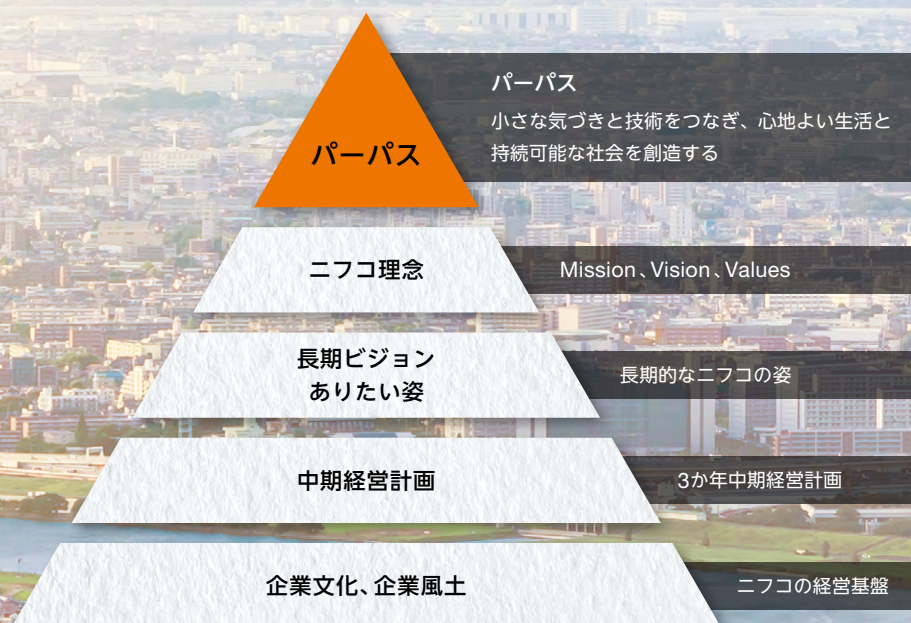 パーパス
パーパス
小さな気づきと技術をつなぎ、心地よい生活と
持続可能な社会を創造する
ニフコ理念
Mission、Vision、Values
長期ビジョン
ありたい姿
長期的なニフコの姿
中期経営計画
3か年中期経営計画
企業文化、企業風土
ニフコの経営基盤